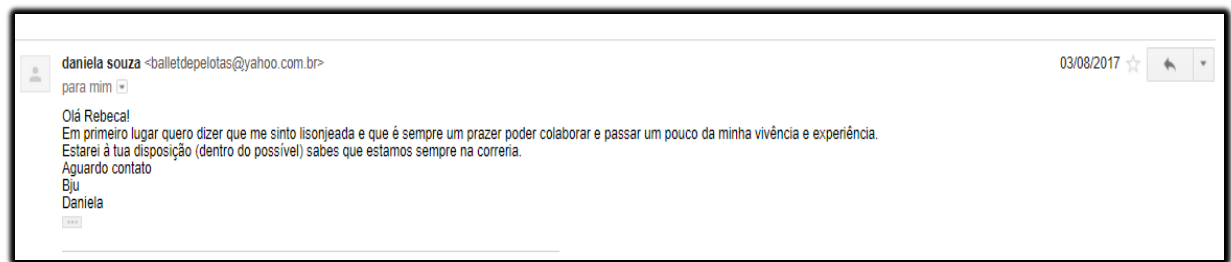 daniela souza <balletdepelotas@yahoo.com.br> 03/08/2017
para mim
Olá Rebeca!
Em primeiro lugar quero dizer que me sinto lisonjeada e que é sempre um prazer poder colaborar e passar um pouco da minha vivência e experiência.
Estarei à tua disposição (dentro do possível) sabes que estamos sempre na correria.
Aguardo contato
Bju
Daniela